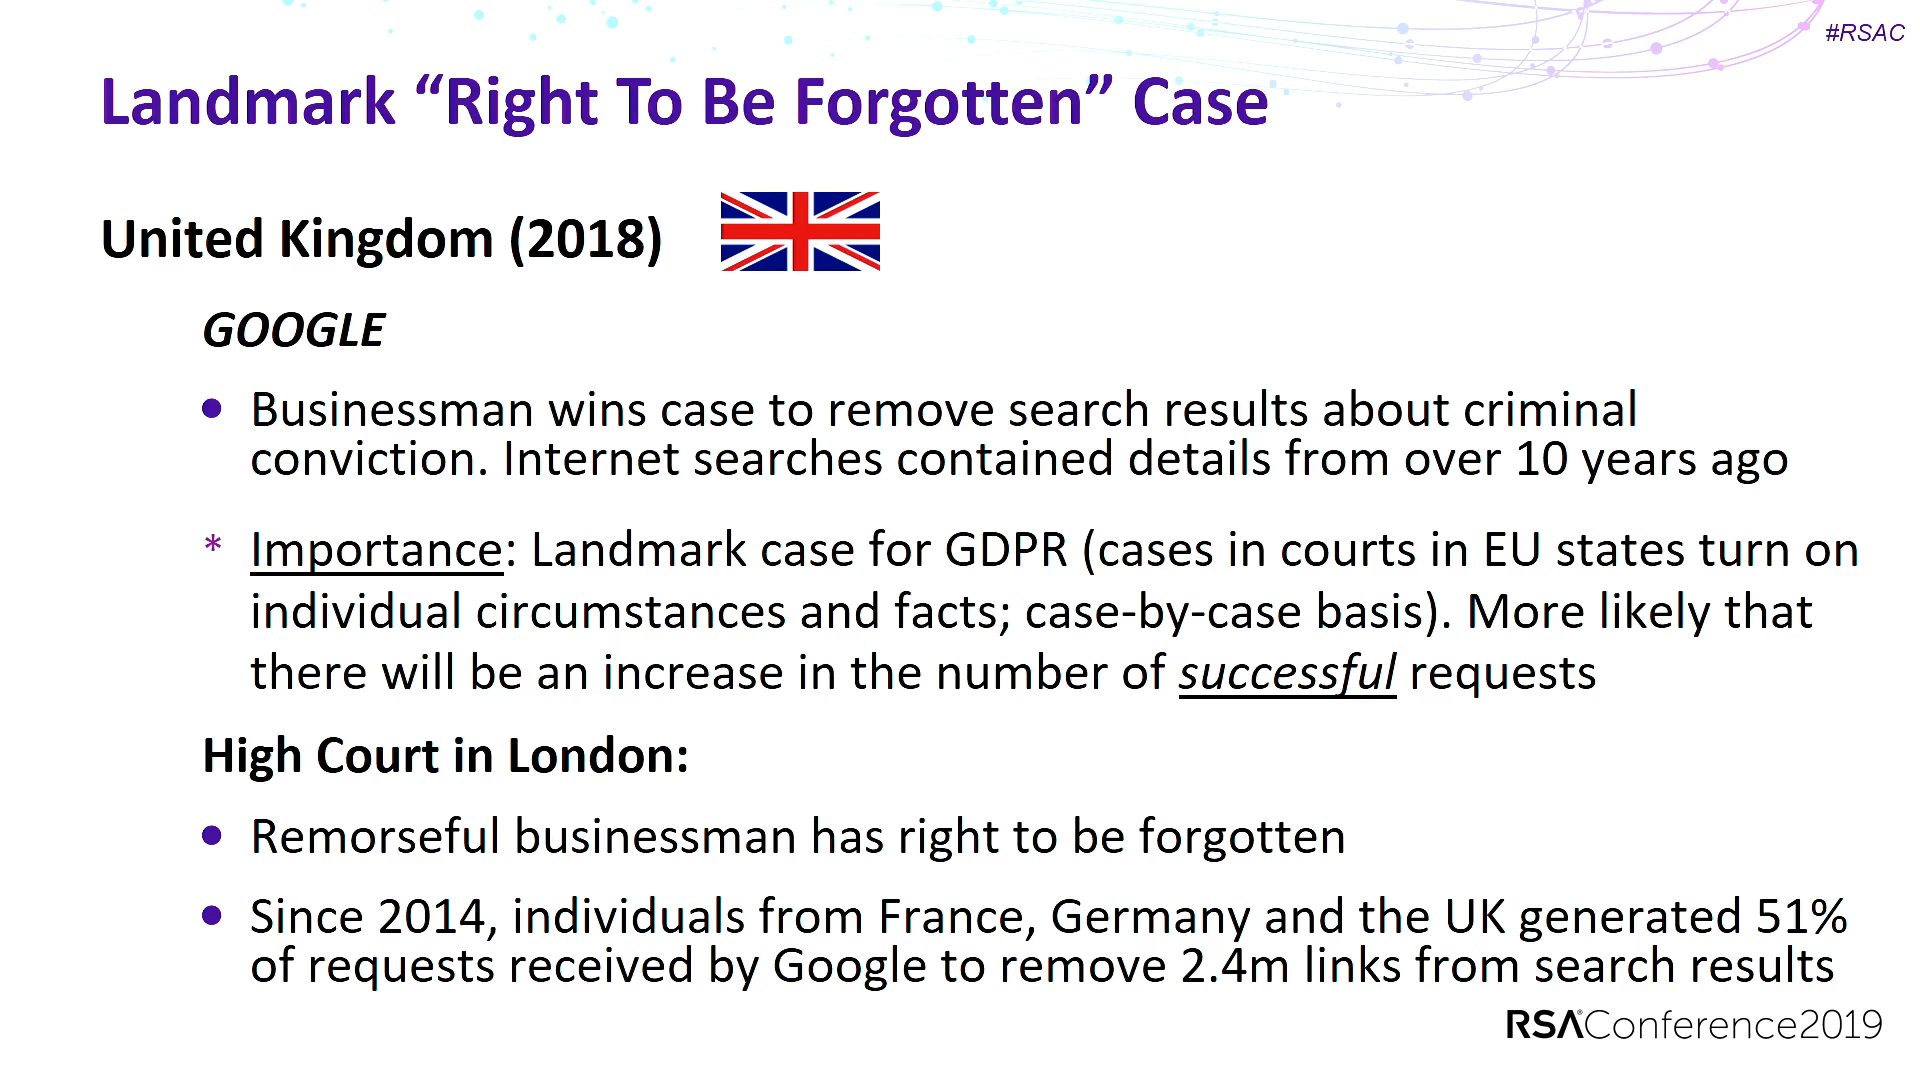 #RSAC
Landmark “Right To Be Forgotten” Case
United Kingdom (2018)
GOOGLE
• Businessman wins case to remove search results about criminal
conviction. Internet searches contained details from over 10 years ago
* Importance: Landmark case for GDPR (cases in courts in EU states turn on
individual circumstances and facts; case-by-case basis). More likely that
there will be an increase in the number of successful requests
High Court in London:
• Remorseful businessman has right to be forgotten
• Since 2014, individuals from France, Germany and the UK generated 51%
of requests received by Google to remove 2.4m links from search results
RSA®Conference2019